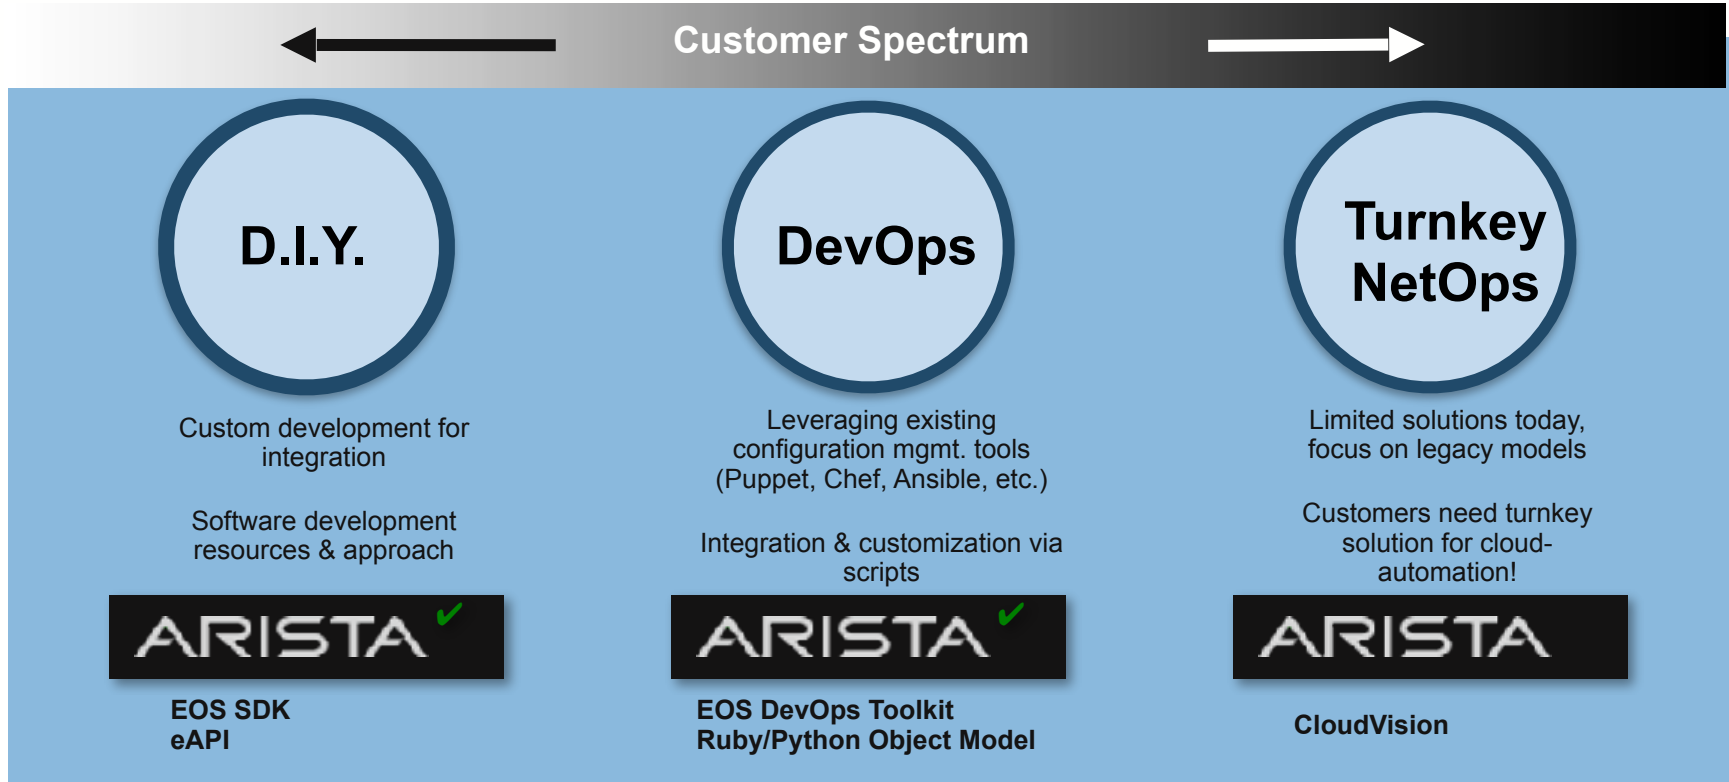 Customer Spectrum
D.I.Y.
Custom development for
integration
Software development
resources & approach
ARISTA ✔
EOS SDK
eAPI
DevOps
Leveraging existing
configuration mgmt. tools
(Puppet, Chef, Ansible, etc.)
Integration & customization via
scripts
ARISTA ✔
EOS DevOps Toolkit
Ruby/Python Object Model
Turnkey
NetOps
Limited solutions today,
focus on legacy models
Customers need turnkey
solution for cloud-
automation!
ARISTA
CloudVision